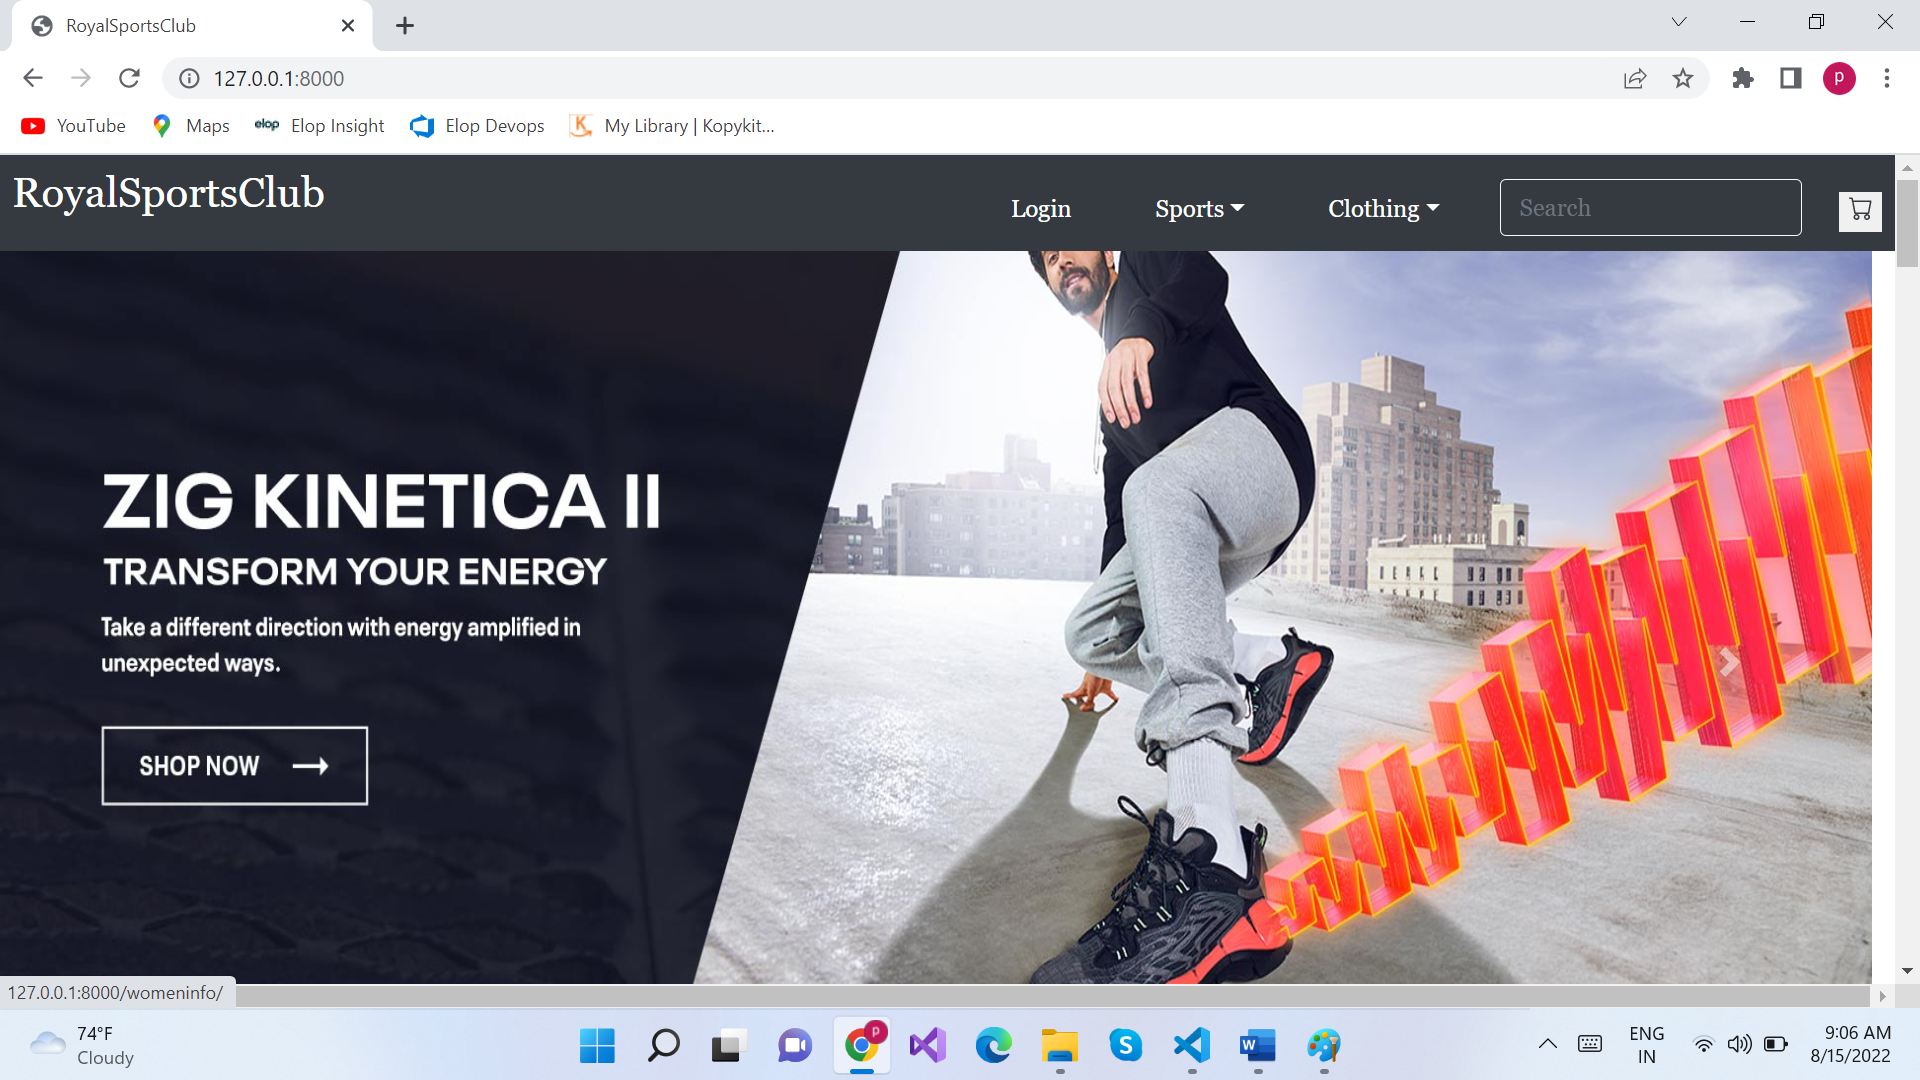 RoyalSportsClub
127.0.0.1:8000
p
YouTube
Maps
elop Elop Insight
Elop Devops
My Library | Kopykit...
RoyalSportsClub
Login
Sports
Clothing
Search
ZIG KINETICA II
TRANSFORM YOUR ENERGY
Take a different direction with energy amplified in
unexpected ways.
SHOP NOW
127.0.0.1:8000/womeninfo/
74°F
Cloudy
p
S
W
ENG
IN
9:06 AM
8/15/2022